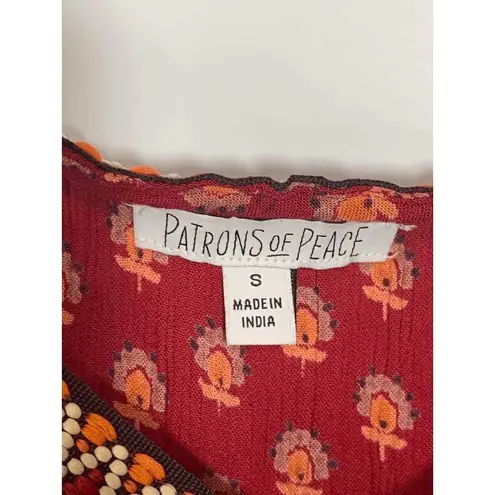 PATRONS OF PEACE
S
MADE IN
INDIA